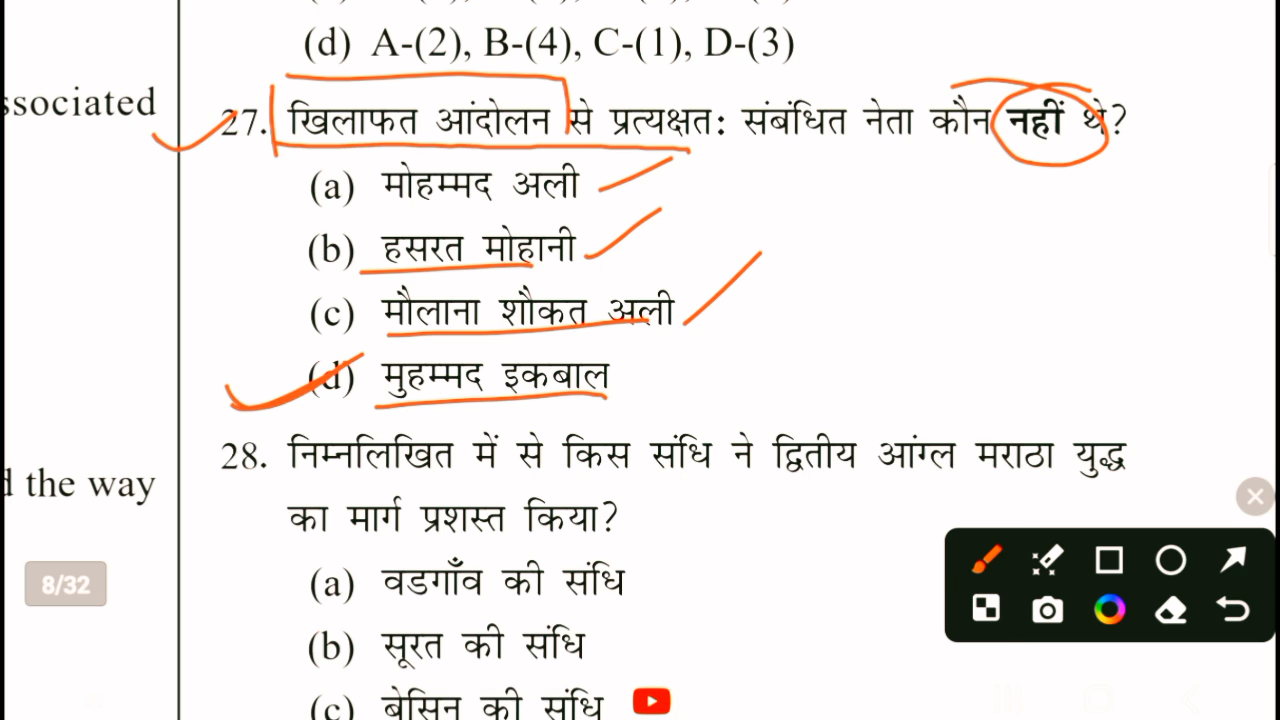 (d) A-(2), B-(4), C-(1), D-(3)
ssociated
27. खिलाफत आंदोलन से प्रत्यक्षत: संबंधित नेता कौन नहीं थे?
(a) मोहम्मद अली
(b) हसरत मोहानी
(c) मौलाना शौकत अली
(d) मुहम्मद इकबाल
28. निम्नलिखित में से किस संधि ने द्वितीय आंग्ल मराठा युद्ध
d the way
का मार्ग प्रशस्त किया?
(a) वडगाँव की संधि
8/32
(b) सूरत की संधि
(c) बेसिन की संधि